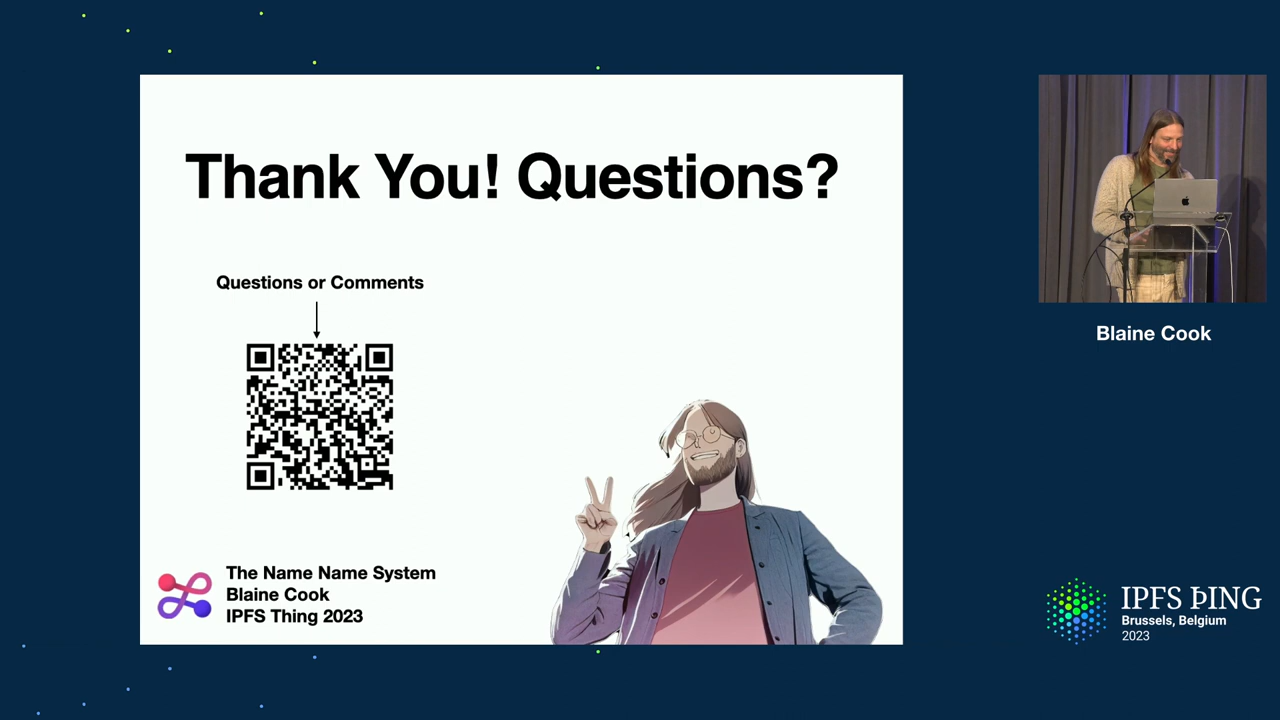 Thank You! Questions?
Questions or Comments
The Name Name System
Blaine Cook
IPFS Thing 2023
Blaine Cook
IPFS ÞING
Brussels, Belgium
2023